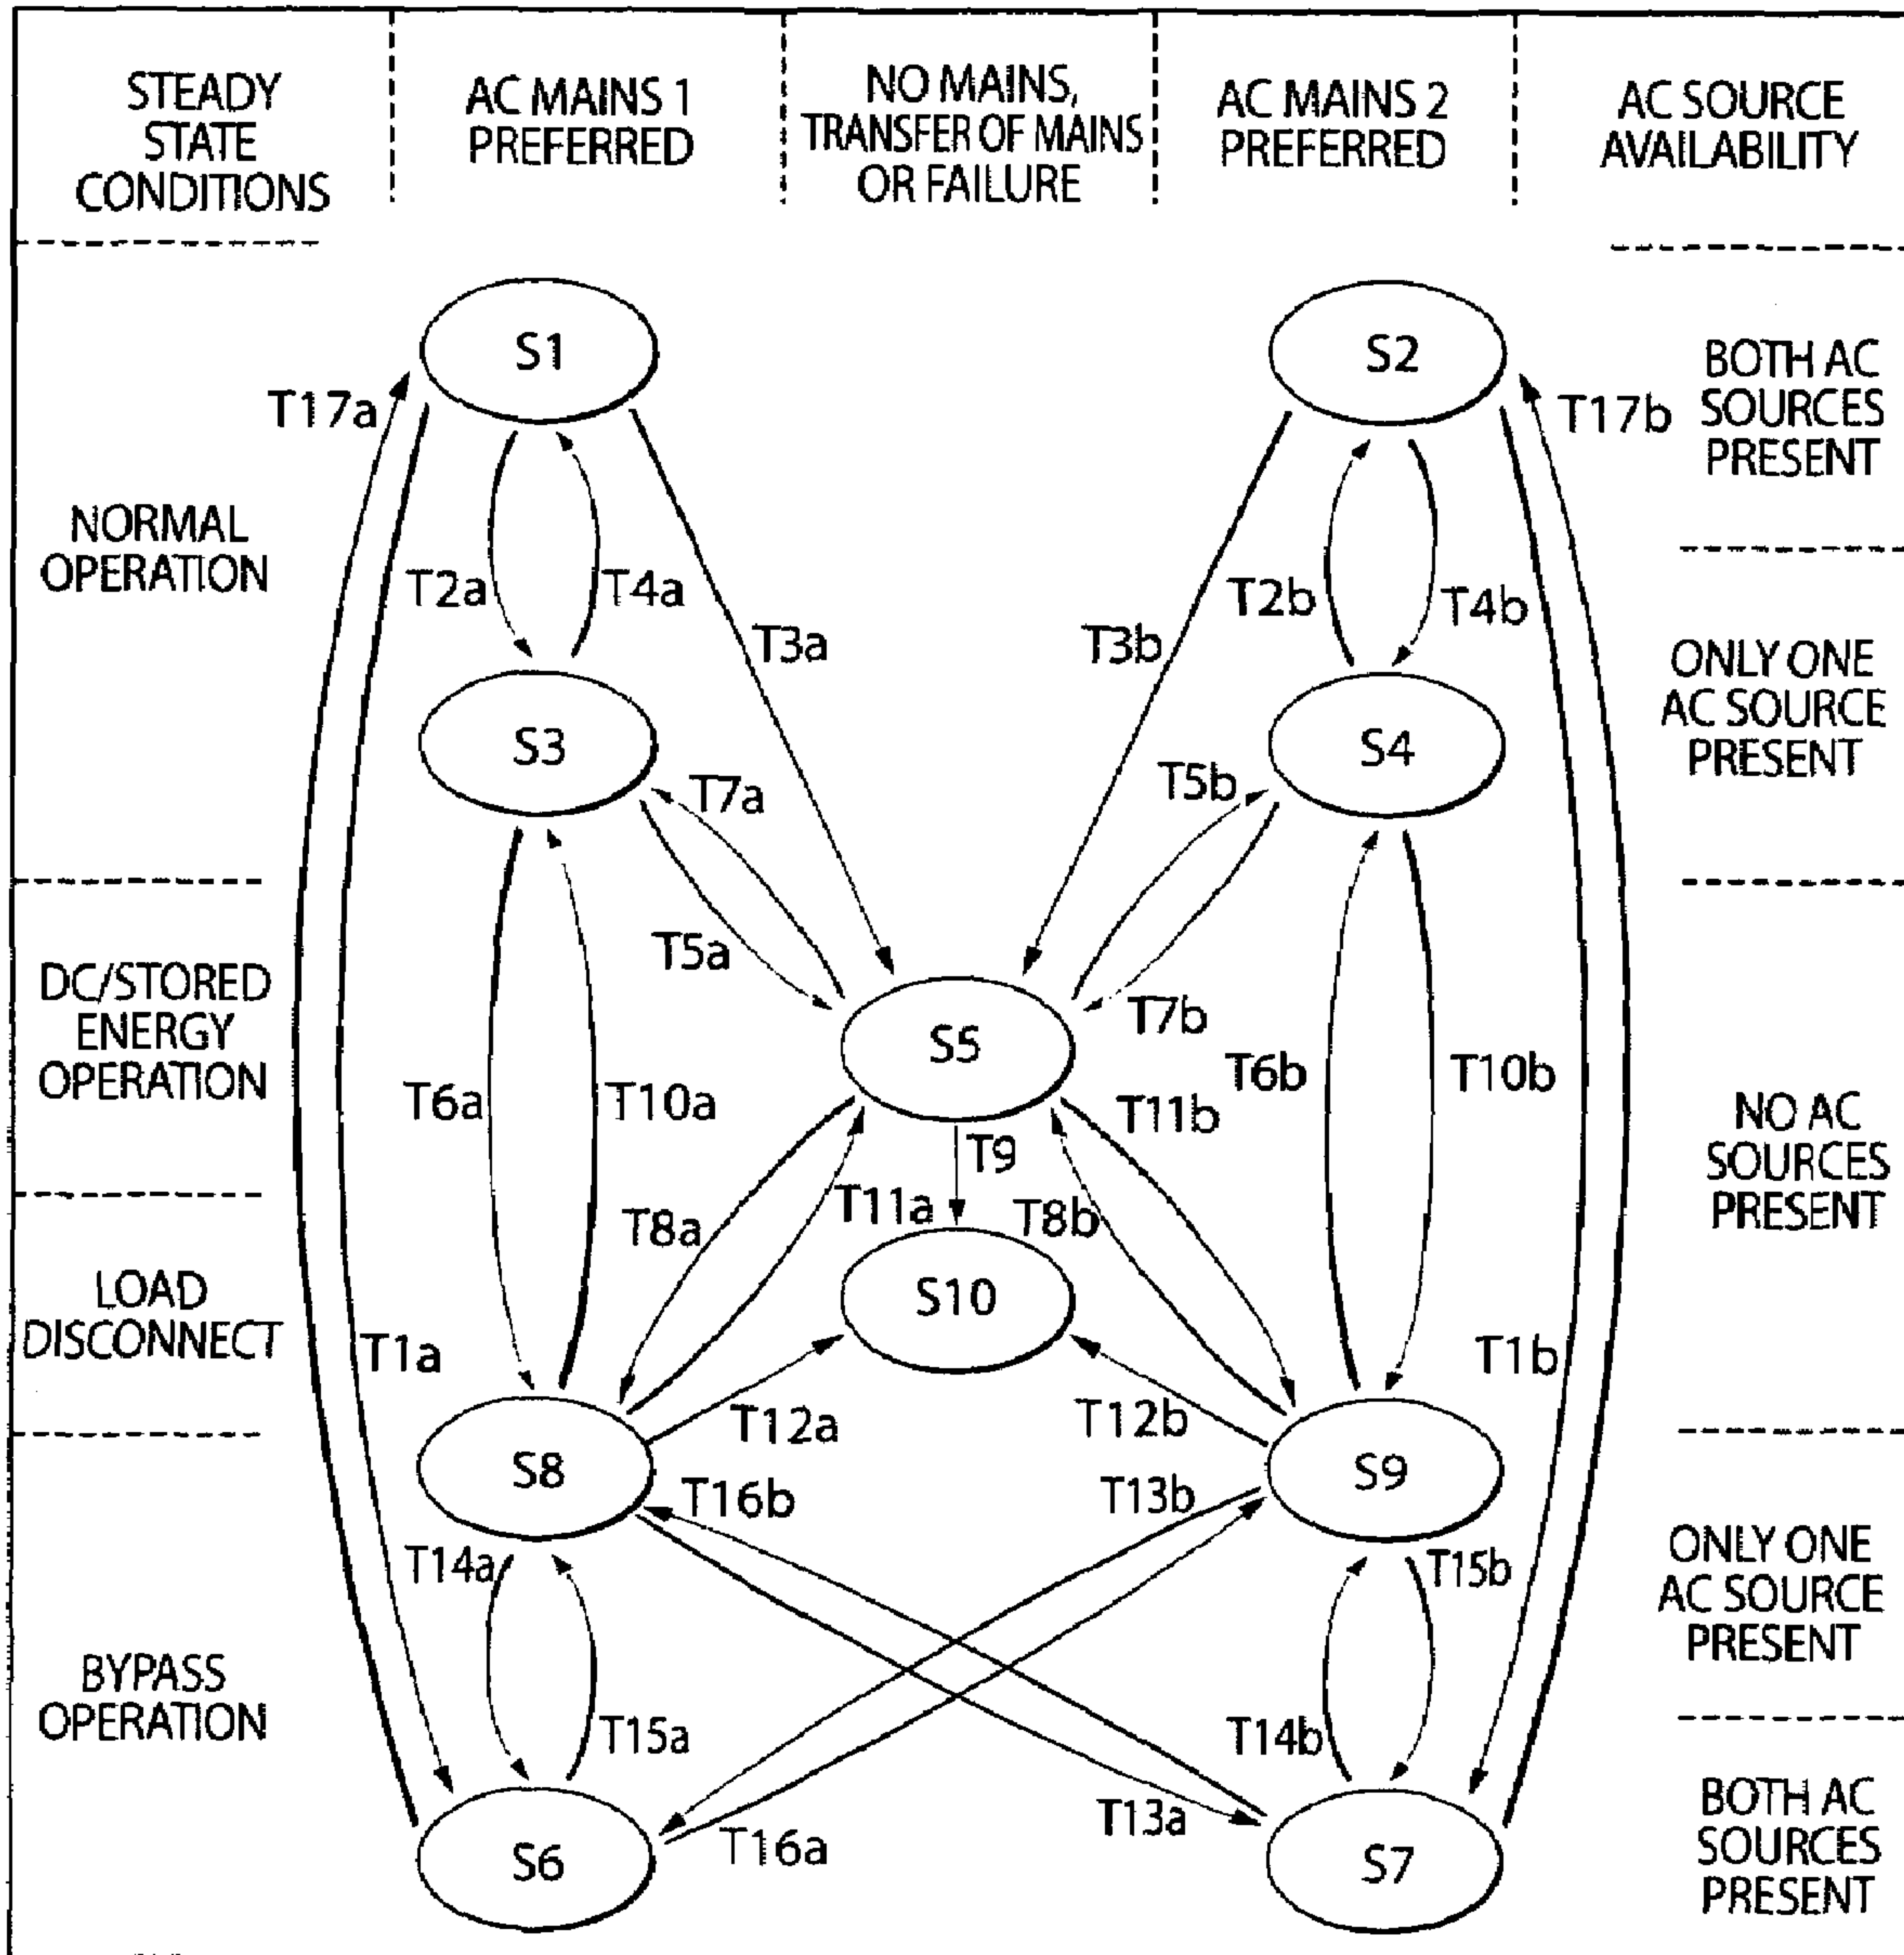 STEADY
STATE
CONDITIONS
AC MAINS 1
PREFERRED
NO MAINS,
TRANSFER OF MAINS
OR FAILURE
AC MAINS 2
PREFERRED
AC SOURCE
AVAILABILITY
S1
S2
BOTH AC
SOURCES
PRESENT
T17a
T17b
NORMAL
OPERATION
T2a
T4a
T2b
T4b
T3a
T3b
ONLY ONE
AC SOURCE
PRESENT
S3
S4
T7a
T5b
T5a
T7b
DC/STORED
ENERGY
OPERATION
S5
T6a
T10a
T11b
T6b
T10b
NO AC
SOURCES
PRESENT
T9
T8a
T11a
T8b
LOAD
DISCONNECT
S10
T1a
T1b
T12a
T12b
S8
S9
T16b
T13b
T14a
T15b
ONLY ONE
AC SOURCE
PRESENT
BYPASS
OPERATION
T15a
T14b
T16a
T13a
S6
S7
BOTH AC
SOURCES
PRESENT